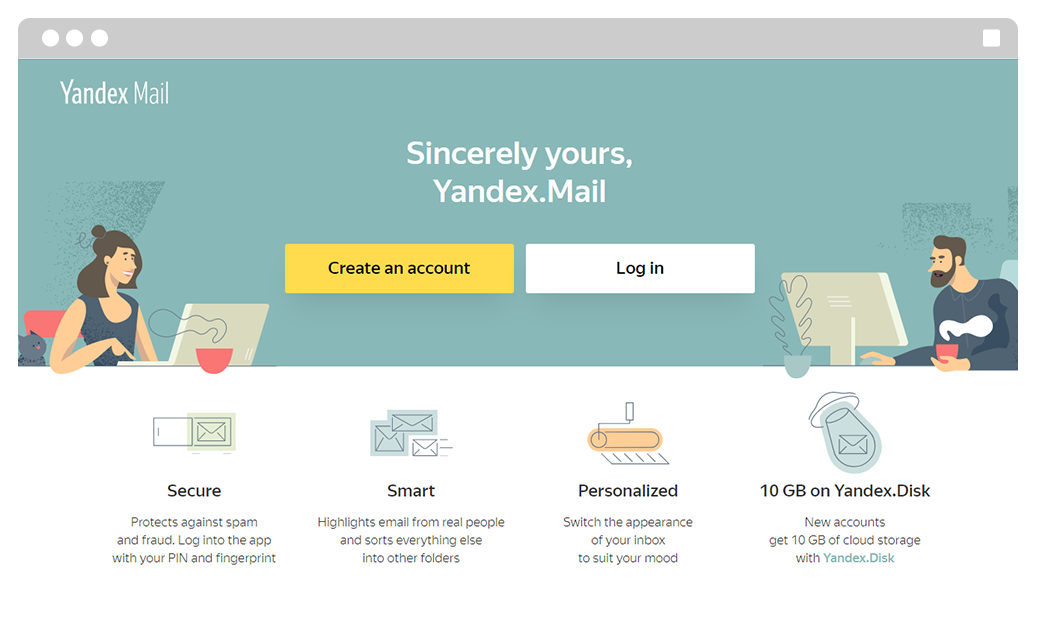 Yandex Mail
Sincerely yours,
Yandex.Mail
Create an account
Log in
Secure
Protects against spam
and fraud. Log into the app
with your PIN and fingerprint
Smart
Highlights email from real people
and sorts everything else
into other folders
Personalized
Switch the appearance
of your inbox
to suit your mood
10 GB on Yandex.Disk
New accounts
get 10 GB of cloud storage
with Yandex.Disk